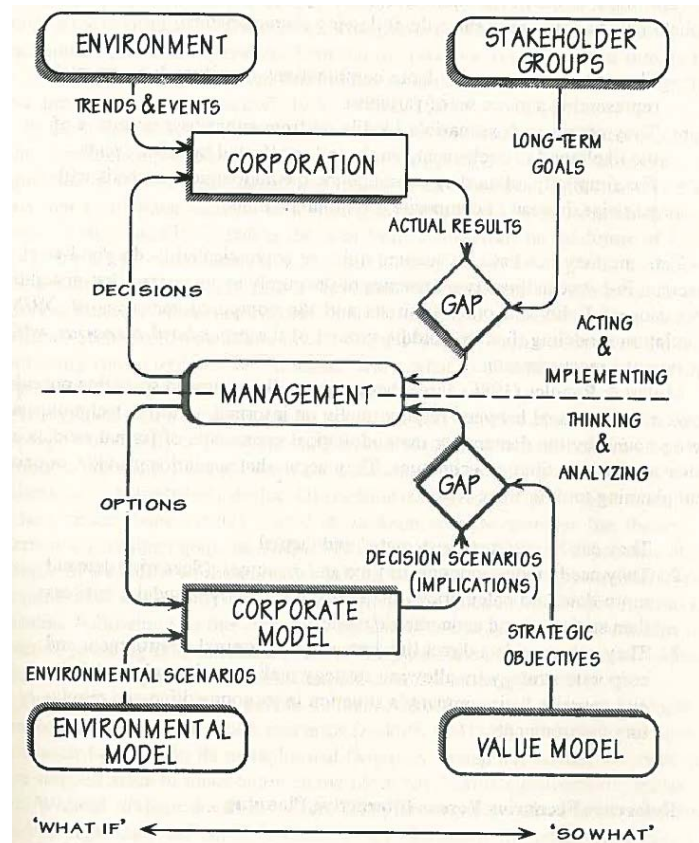 ENVIRONMENT
STAKEHOLDER
GROUPS
TRENDS & EVENTS
CORPORATION
LONG-TERM
GOALS
ACTUAL RESULTS
DECISIONS
GAP
ACTING
&
IMPLEMENTING
MANAGEMENT
THINKING
&
ANALYZING
GAP
OPTIONS
DECISION SCENARIOS
(IMPLICATIONS)
CORPORATE
MODEL
STRATEGIC
OBJECTIVES
ENVIRONMENTAL SCENARIOS
ENVIRONMENTAL
MODEL
VALUE MODEL
'WHAT IF'
'SO WHAT'